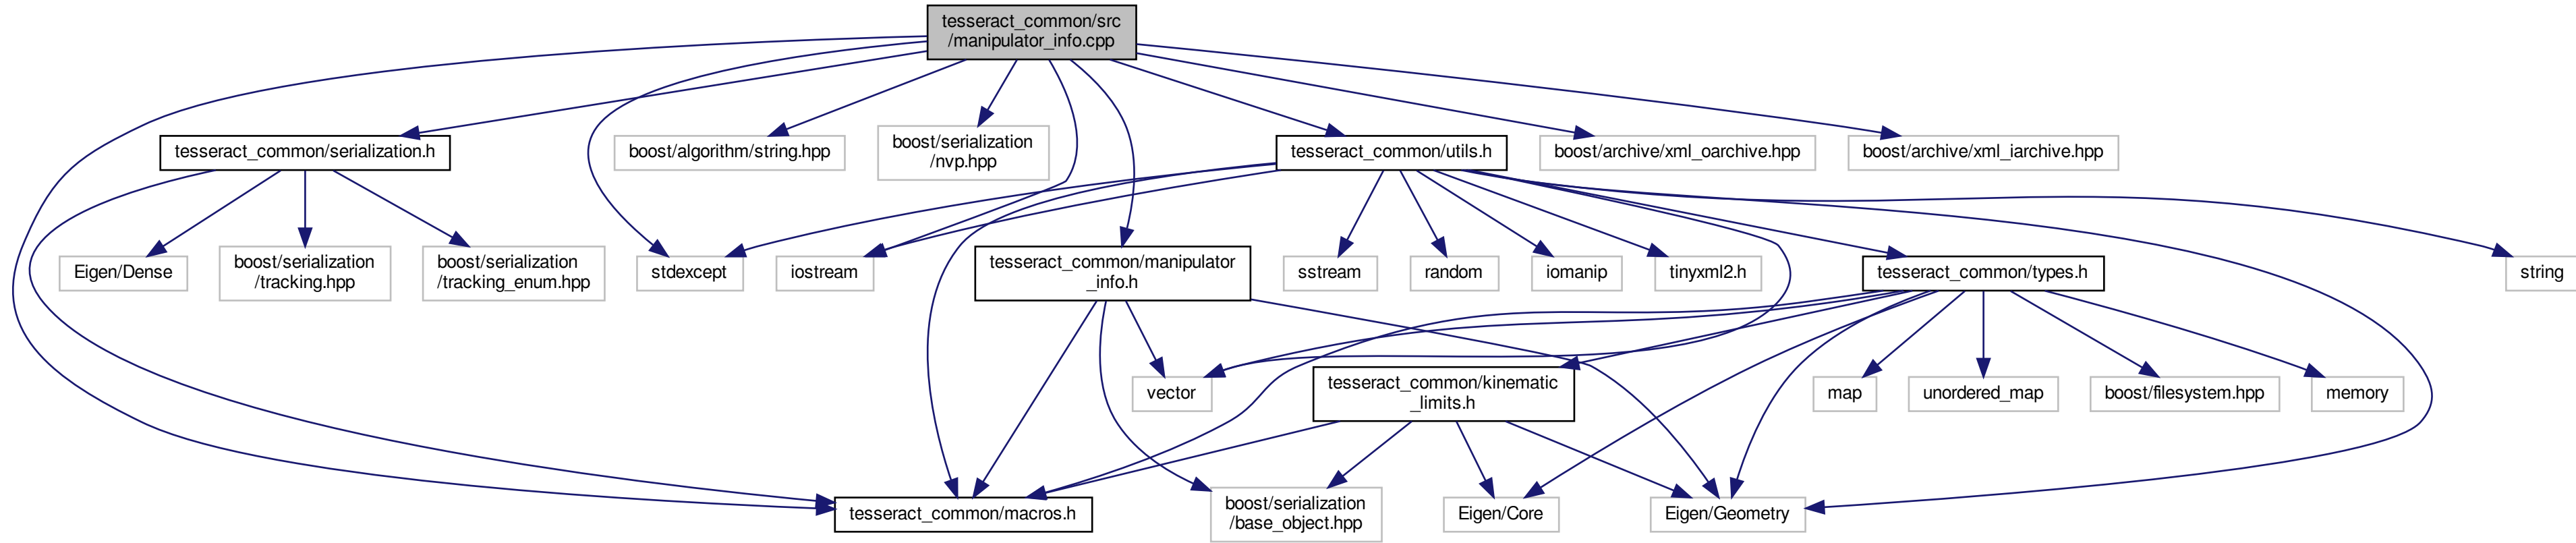 tesseract_common/src
/manipulator_info.cpp
tesseract_common/serialization.h
boost/algorithm/string.hpp
boost/serialization
/nvp.hpp
tesseract_common/utils.h
boost/archive/xml_oarchive.hpp
boost/archive/xml_iarchive.hpp
Eigen/Dense
boost/serialization
/tracking.hpp
boost/serialization
/tracking_enum.hpp
stdexcept
iostream
tesseract_common/manipulator
_info.h
sstream
random
iomanip
tinyxml2.h
tesseract_common/types.h
string
vector
tesseract_common/kinematic
_limits.h
map
unordered_map
boost/filesystem.hpp
memory
tesseract_common/macros.h
boost/serialization
/base_object.hpp
Eigen/Core
Eigen/Geometry